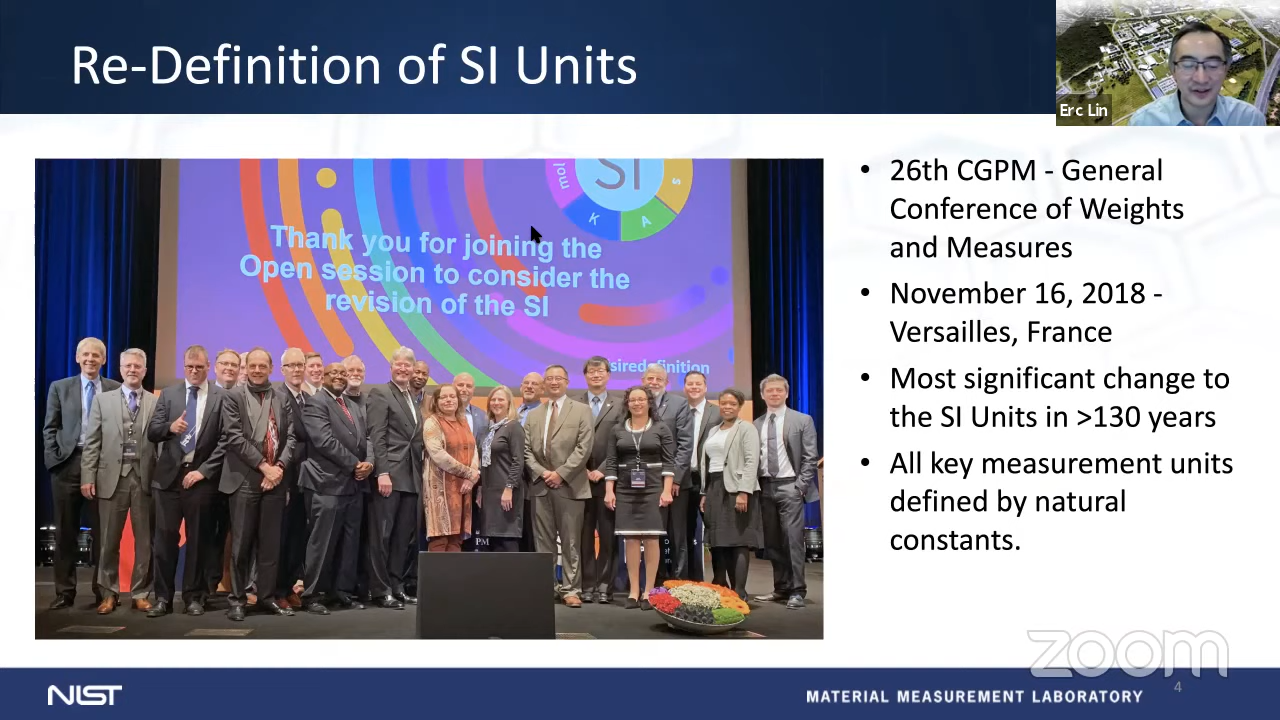 Re-Definition of SI Units
Erc Lin
SI
mol
K
A
s
Thank you for joining the
Open session to consider the
revision of the SI
siredefinition
PM
• 26th CGPM - General
Conference of Weights
and Measures
• November 16, 2018 -
Versailles, France
• Most significant change to
the SI Units in >130 years
• All key measurement units
defined by natural
constants.
zoom
NIST
MATERIAL MEASUREMENT LABORATORY
4